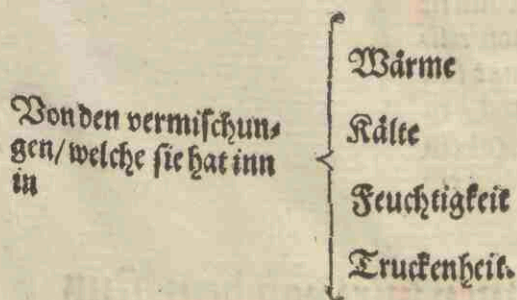 Von den vermischun⸗
gen/ welche sie hat inn
in
Wärme
Kälte
Feuchtigkeit
Truckenheit.